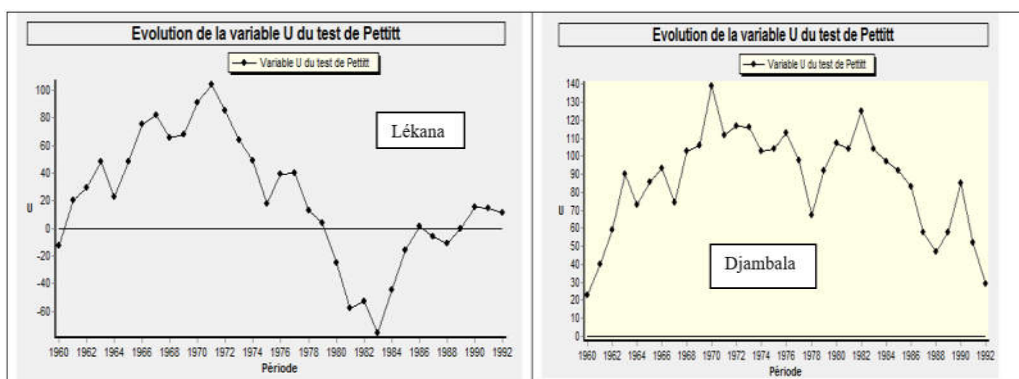 Evolution de la variable U du test de Pettitt
Variable U du test de Pettitt
100
80
60
40
20
0
-20
-40
-60
U
Lékana
1960 1962 1964 1966 1968 1970 1972 1974 1976 1978 1980 1982 1984 1986 1988 1990 1992
Période
Evolution de la variable U du test de Pettitt
Variable U du test de Pettitt
140
130
120
110
100
90
80
70
60
50
40
30
20
10
0
U
Djambala
1960 1962 1964 1966 1968 1970 1972 1974 1976 1978 1980 1982 1984 1986 1988 1990 1992
Période